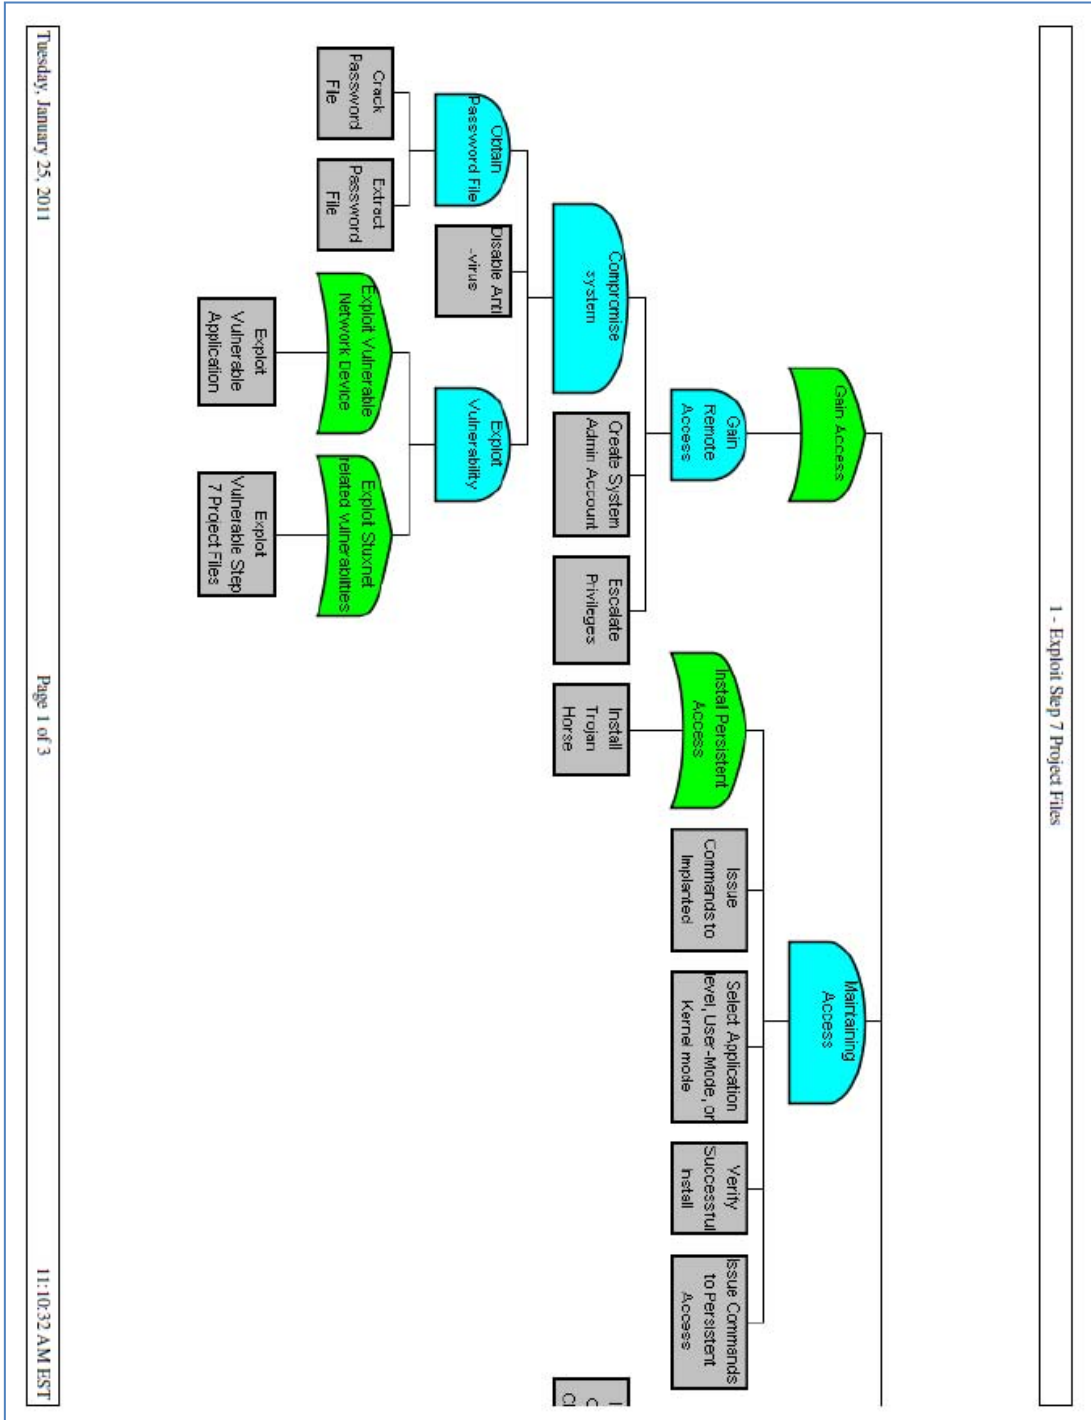 1 - Exploit Step 7 Project Files
Gain Access
Maintaining
Access
Gain
Remote
Access
Instal Persistent
Access
Issue
Commands to
Implanted
Select Application
level, User-Mode, or
Kernel mode
Verify
Successful
Install
Issue Commands
to Persistent
Access
Compromise
system
Create System
Admin Account
Escalate
Privileges
Install
Trojan
Horse
Obtain
Password File
Disable Anti
-virus
Exploit
Vulnerability
Crack
Password
File
Extract
Password
File
Exploit Vulnerable
Network Device
Exploit Stuxnet
related vulnerabilities
Exploit
Vulnerable
Application
Exploit
Vulnerable Step
7 Project Files
Tuesday, January 25, 2011
Page 1 of 3
11:10:32 AM EST